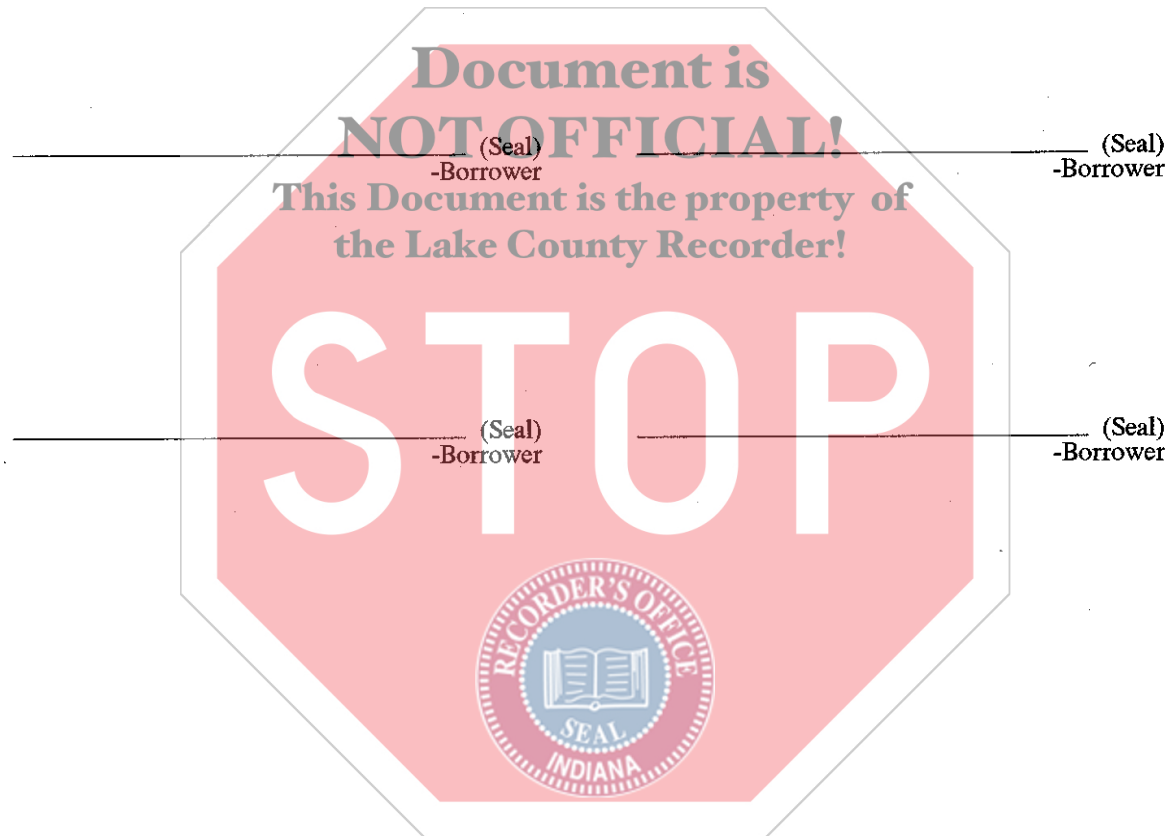 Document is
NOT OFFICIAL!
(Seal) (Seal)
-Borrower -Borrower
This Document is the property of
the Lake County Recorder!
STOP
(Seal) (Seal)
-Borrower -Borrower
RECORDER'S OFFICE
SEAL
INDIANA